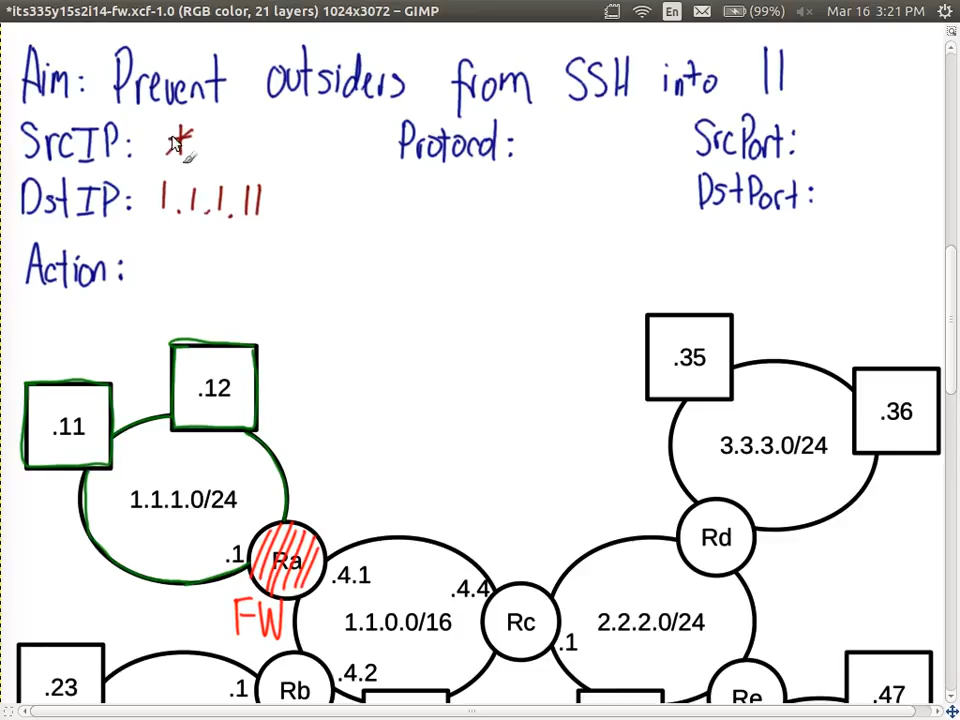 *its335y15s2i14-fw.xcf-1.0 (RGB color, 21 layers) 1024x3072 – GIMP
En
(99%)
Mar 16 3:21 PM
Aim: Prevent outsiders from SSH into 11
SrcIP: *
Protocol:
SrcPort:
DstIP: 1.1.1.11
DstPort:
Action:
.35
.12
.11
.36
3.3.3.0/24
1.1.1.0/24
Rd
.1
Ra
.4.1
.4.4
FW
1.1.0.0/16
Rc
2.2.2.0/24
.1
.4.2
.23
.1
Rb
Re
.47